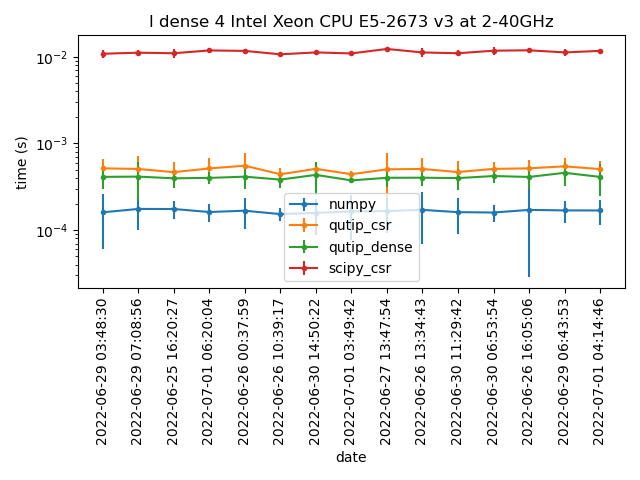 l dense 4 Intel Xeon CPU E5-2673 v3 at 2-40GHz
time (s)
10⁻²
10⁻³
10⁻⁴
numpy
qutip_csr
qutip_dense
scipy_csr
2022-06-29 03:48:30
2022-06-29 07:08:56
2022-06-25 16:20:27
2022-07-01 06:20:04
2022-06-26 00:37:59
2022-06-26 10:39:17
2022-06-30 14:50:22
2022-07-01 03:49:42
2022-06-27 13:47:54
2022-06-26 13:34:43
2022-06-30 11:29:42
2022-06-30 06:53:54
2022-06-26 16:05:06
2022-06-29 06:43:53
2022-07-01 04:14:46
date